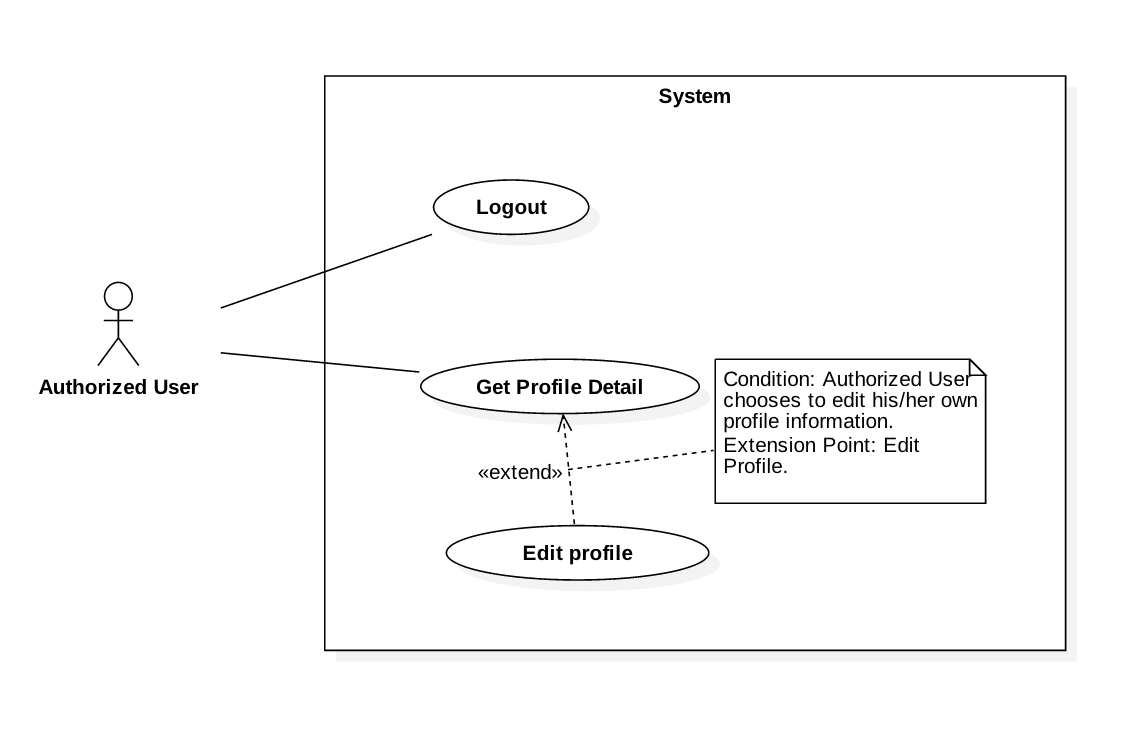 System
Logout
Authorized User
Get Profile Detail
Condition: Authorized User
chooses to edit his/her own
profile information.
Extension Point: Edit
Profile.
«extend»
Edit profile